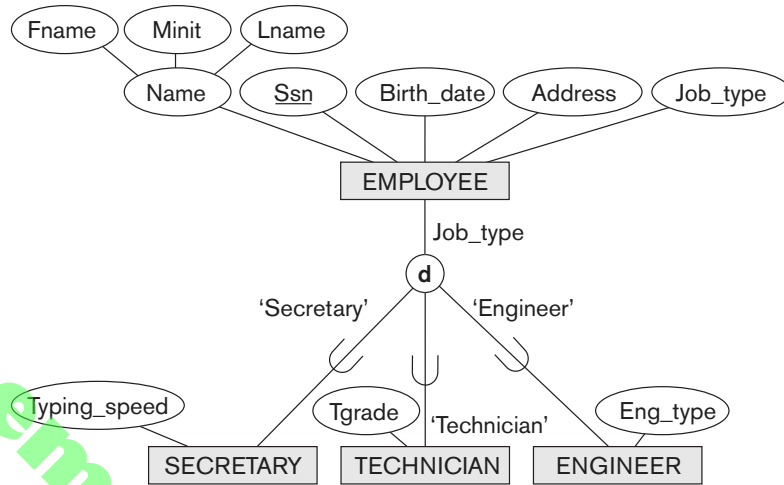 Fname Minit Lname
Name Ssn Birth_date Address Job_type
EMPLOYEE
Job_type
d
‘Secretary’ ‘Engineer’
Typing_speed Tgrade ‘Technician’ Eng_type
SECRETARY TECHNICIAN ENGINEER